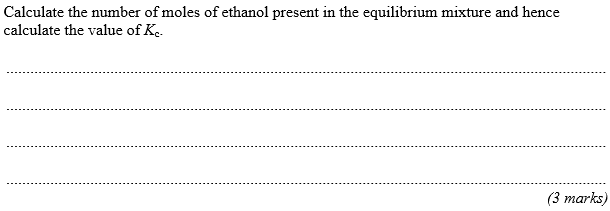 Calculate the number of moles of ethanol present in the equilibrium mixture and hence
calculate the value of Kc.
(3 marks)